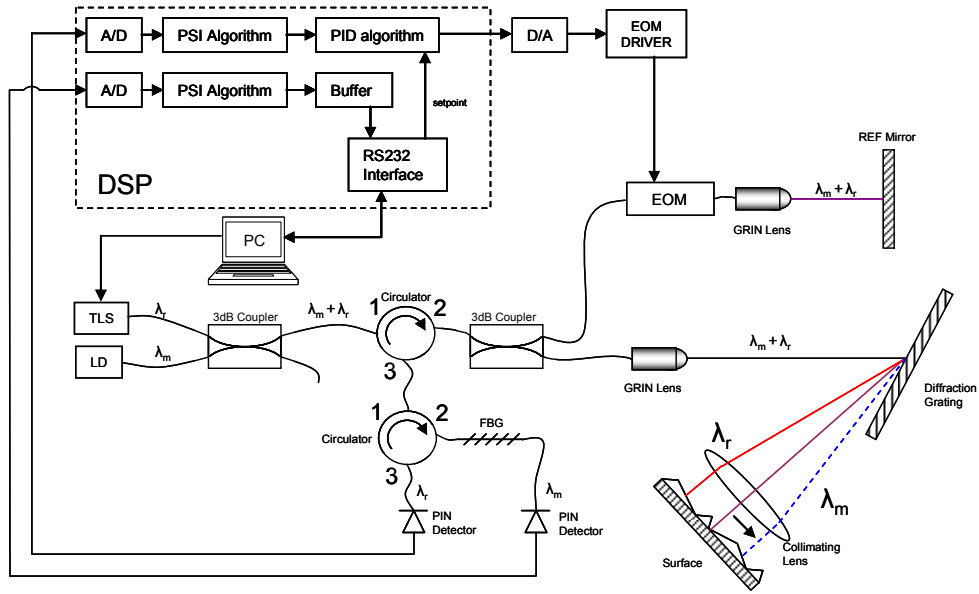 A/D
PSI Algorithm
PID algorithm
D/A
EOM
DRIVER
A/D
PSI Algorithm
Buffer
setpoint
RS232
Interface
DSP
REF Mirror
EOM
λm + λr
GRIN Lens
PC
TLS
λr
3dB Coupler
λm + λr
Circulator
1
2
3
3dB Coupler
LD
λm
λm + λr
GRIN Lens
Diffraction
Grating
1
2
3
Circulator
FBG
λr
λm
λr
λm
PIN
Detector
PIN
Detector
Collimating
Lens
Surface